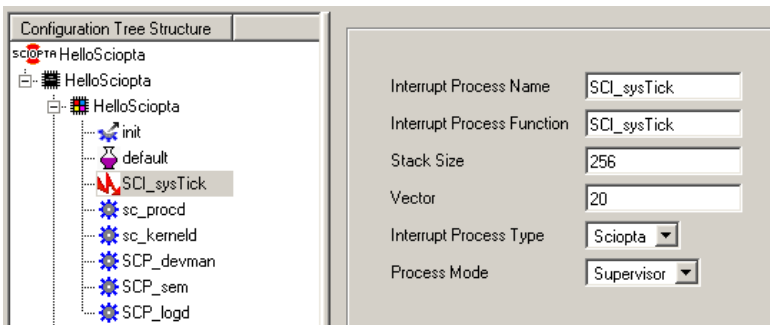 Configuration Tree Structure
SCIOPTA HelloSciopta
HelloSciopta
HelloSciopta
init
default
SCI_sysTick
sc_procd
sc_kerneld
SCP_devman
SCP_sem
SCP_logd
Interrupt Process Name SCI_sysTick
Interrupt Process Function SCI_sysTick
Stack Size 256
Vector 20
Interrupt Process Type Sciopta
Process Mode Supervisor